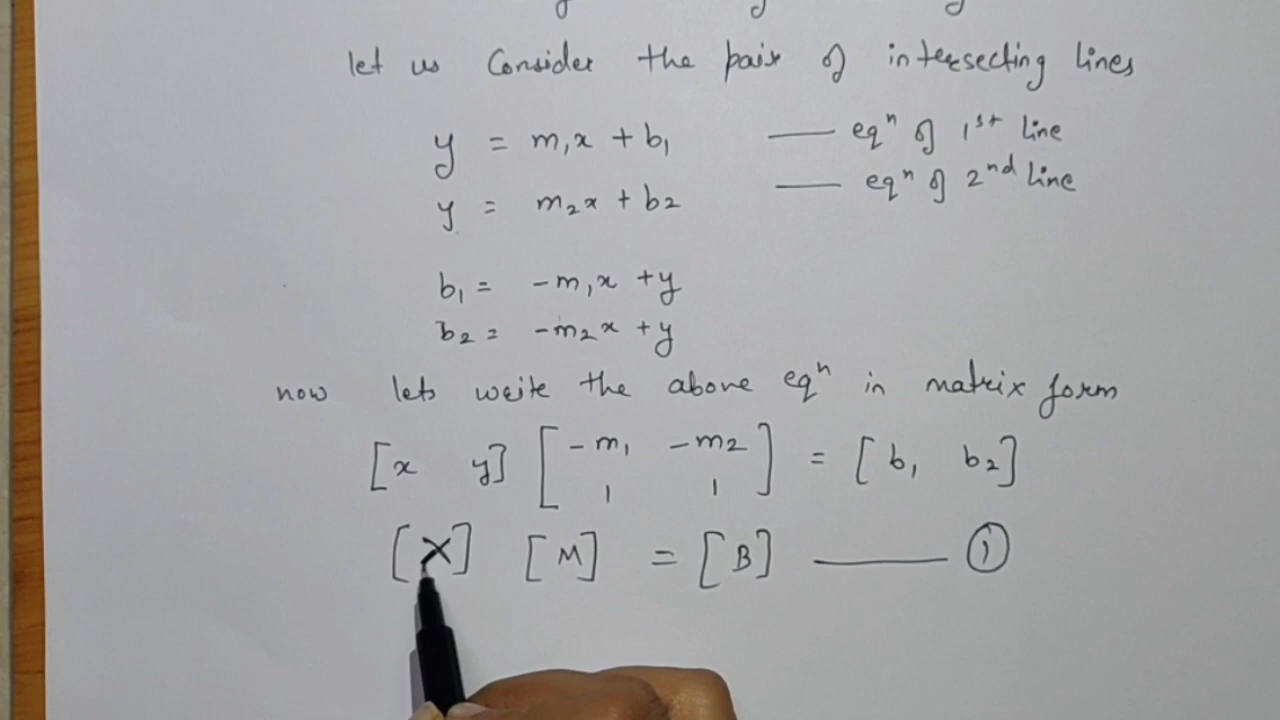 let us Consider the pair of intersecting lines
y = m₁x + b₁ —— eqⁿ of 1ˢᵗ line
y = m₂x + b₂ —— eqⁿ of 2ⁿᵈ line
b₁ = -m₁x + y
b₂ = -m₂x + y
now lets write the above eqⁿ in matrix form
[x y] [-m₁ -m₂] = [b₁ b₂]
1 1
[X] [M] = [B] —— ①